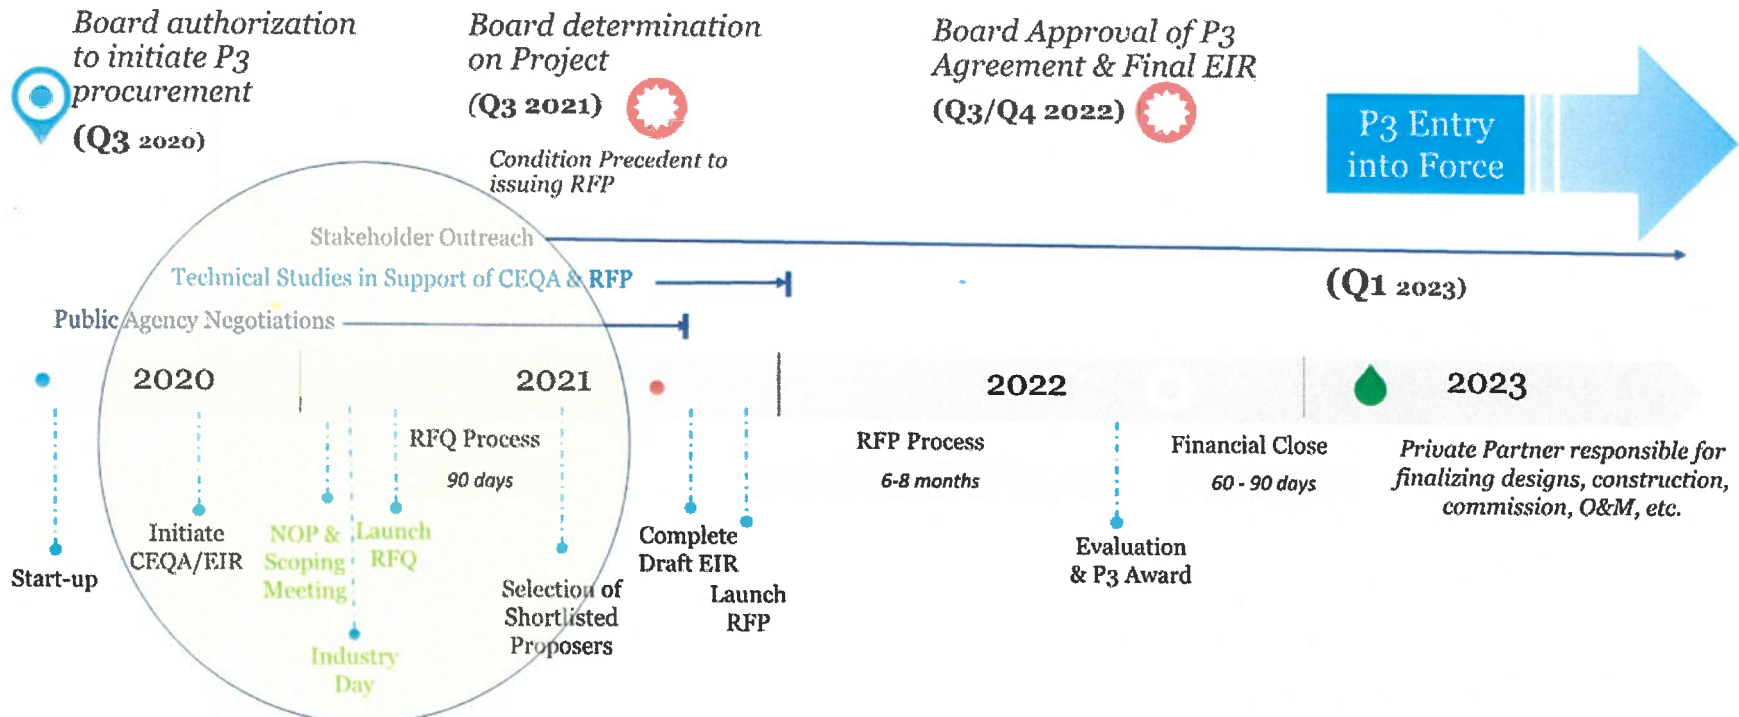 Board authorization
to initiate P3
procurement
(Q3 2020)
Board determination
on Project
(Q3 2021)
Condition Precedent to
issuing RFP
Board Approval of P3
Agreement & Final EIR
(Q3/Q4 2022)
P3 Entry
into Force
Stakeholder Outreach
Technical Studies in Support of CEQA & RFP
(Q1 2023)
Public Agency Negotiations
2020
2021
2022
2023
RFQ Process
90 days
RFP Process
6-8 months
Financial Close
60 - 90 days
Private Partner responsible for
finalizing designs, construction,
commission, O&M, etc.
Start-up
Initiate
CEQA/EIR
NOP &
Scoping
Meeting
Launch
RFQ
Industry
Day
Selection of
Shortlisted
Proposers
Complete
Draft EIR
Launch
RFP
Evaluation
& P3 Award